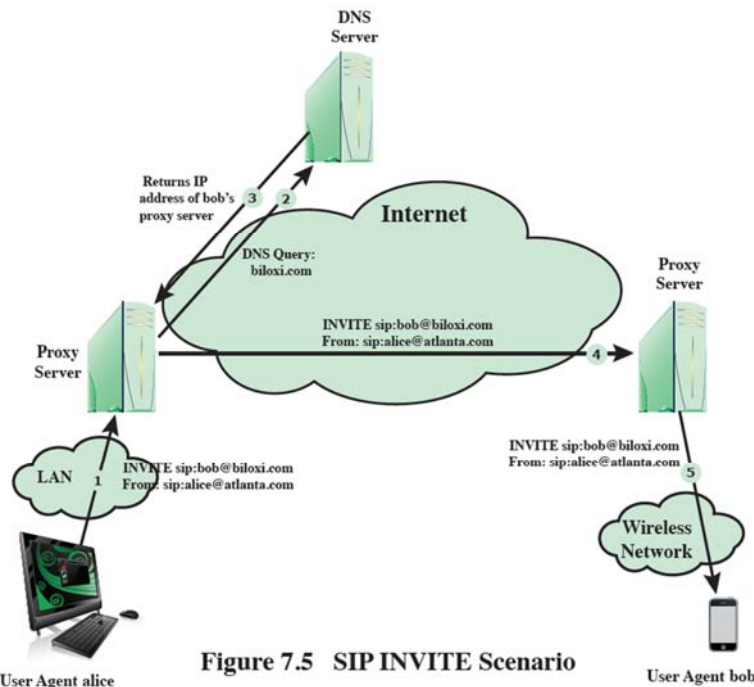 DNS
Server
Returns IP
address of bob's
proxy server
3
2
Internet
DNS Query:
biloxi.com
Proxy
Server
Proxy
Server
INVITE sip:bob@biloxi.com
From: sip:alice@atlanta.com
4
LAN
1
INVITE sip:bob@biloxi.com
From: sip:alice@atlanta.com
INVITE sip:bob@biloxi.com
From: sip:alice@atlanta.com
5
Wireless
Network
User Agent alice
Figure 7.5 SIP INVITE Scenario
User Agent bob